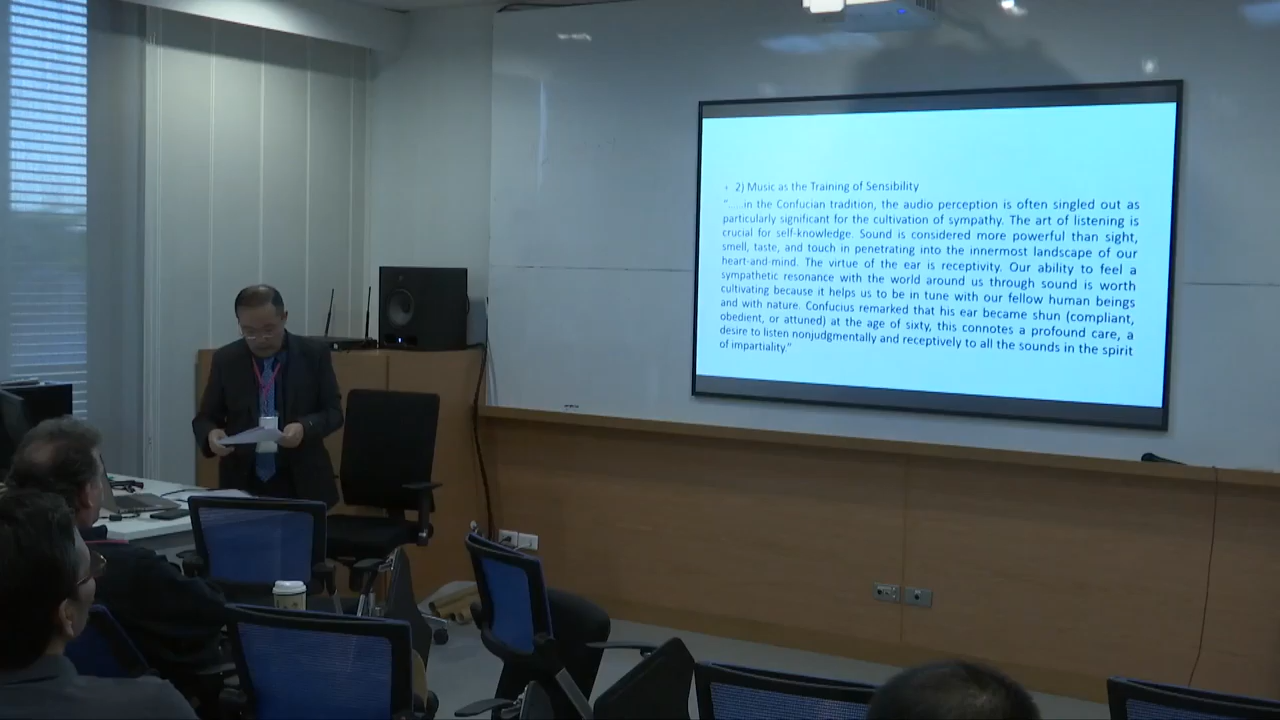 2) Music as the Training of Sensibility
".....in the Confucian tradition, the audio perception is often singled out as
particularly significant for the cultivation of sympathy. The art of listening is
crucial for self-knowledge. Sound is considered more powerful than sight,
smell, taste, and touch in penetrating into the innermost landscape of our
heart-and-mind. The virtue of the ear is receptivity. Our ability to feel a
sympathetic resonance with the world around us through sound is worth
cultivating because it helps us to be in tune with our fellow human beings
and with nature. Confucius remarked that his ear became shun (compliant,
obedient, or attuned) at the age of sixty, this connotes a profound care, a
desire to listen nonjudgmentally and receptively to all the sounds in the spirit
of impartiality."